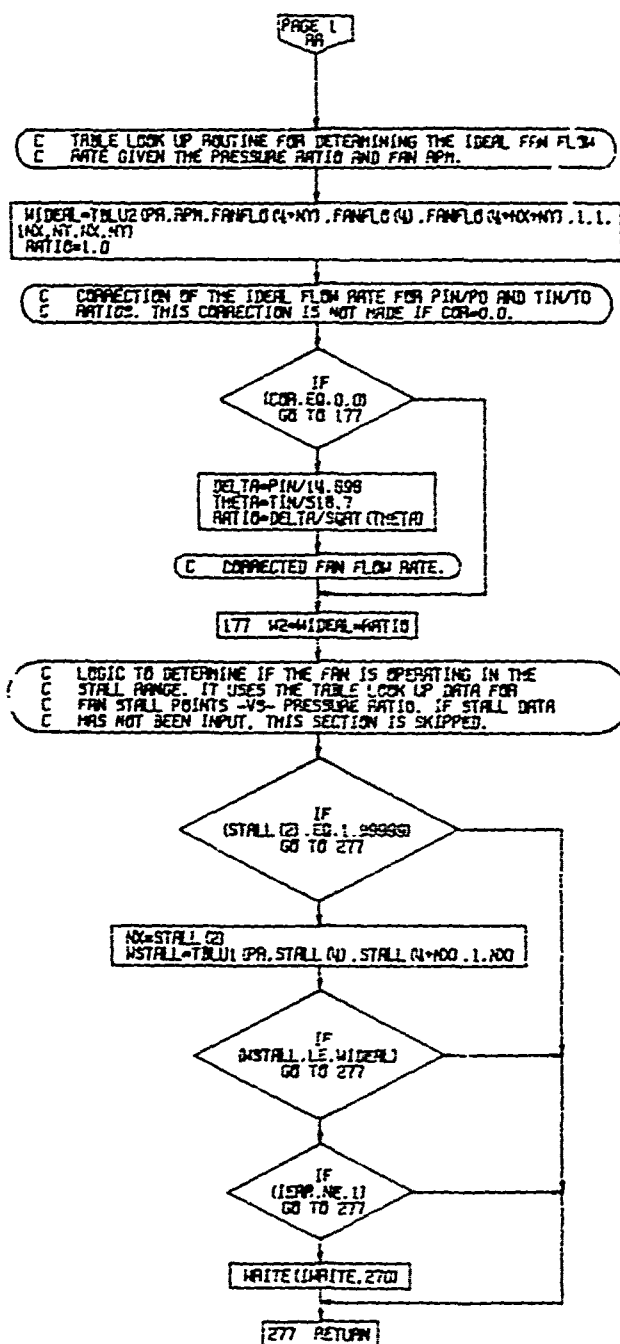 PAGE 1
AA
C TABLE LOOK UP ROUTINE FOR DETERMINING THE IDEAL FAN FLOW
C RATE GIVEN THE PRESSURE RATIO AND FAN RPM.
WIDEAL=TBLU2(PR,RPM,FANFLO(4+NY),FANFLO(4),FANFLO(4+NX+NY),1,1,
1NX,NY,NX,NY)
RATIO=1.0
C CORRECTION OF THE IDEAL FLOW RATE FOR PIN/PO AND TIN/TO
C RATIOS. THIS CORRECTION IS NOT MADE IF COR=0.0.
IF
(COR.EQ.0.0)
GO TO 177
DELTA=PIN/14.696
THETA=TIN/518.7
RATIO=DELTA/SQRT(THETA)
C CORRECTED FAN FLOW RATE.
177 W2=WIDEAL*RATIO
C LOGIC TO DETERMINE IF THE FAN IS OPERATING IN THE
C STALL RANGE. IT USES THE TABLE LOOK UP DATA FOR
C FAN STALL POINTS -VS- PRESSURE RATIO. IF STALL DATA
C HAS NOT BEEN INPUT, THIS SECTION IS SKIPPED.
IF
(STALL(2).EQ.1.99999)
GO TO 277
NX=STALL(2)
WSTALL=TBLU1(PR,STALL(4),STALL(4+NX),1,NX)
IF
(WSTALL.LE.WIDEAL)
GO TO 277
IF
(IERR.NE.1)
GO TO 277
WRITE(IWRITE,270)
277 RETURN